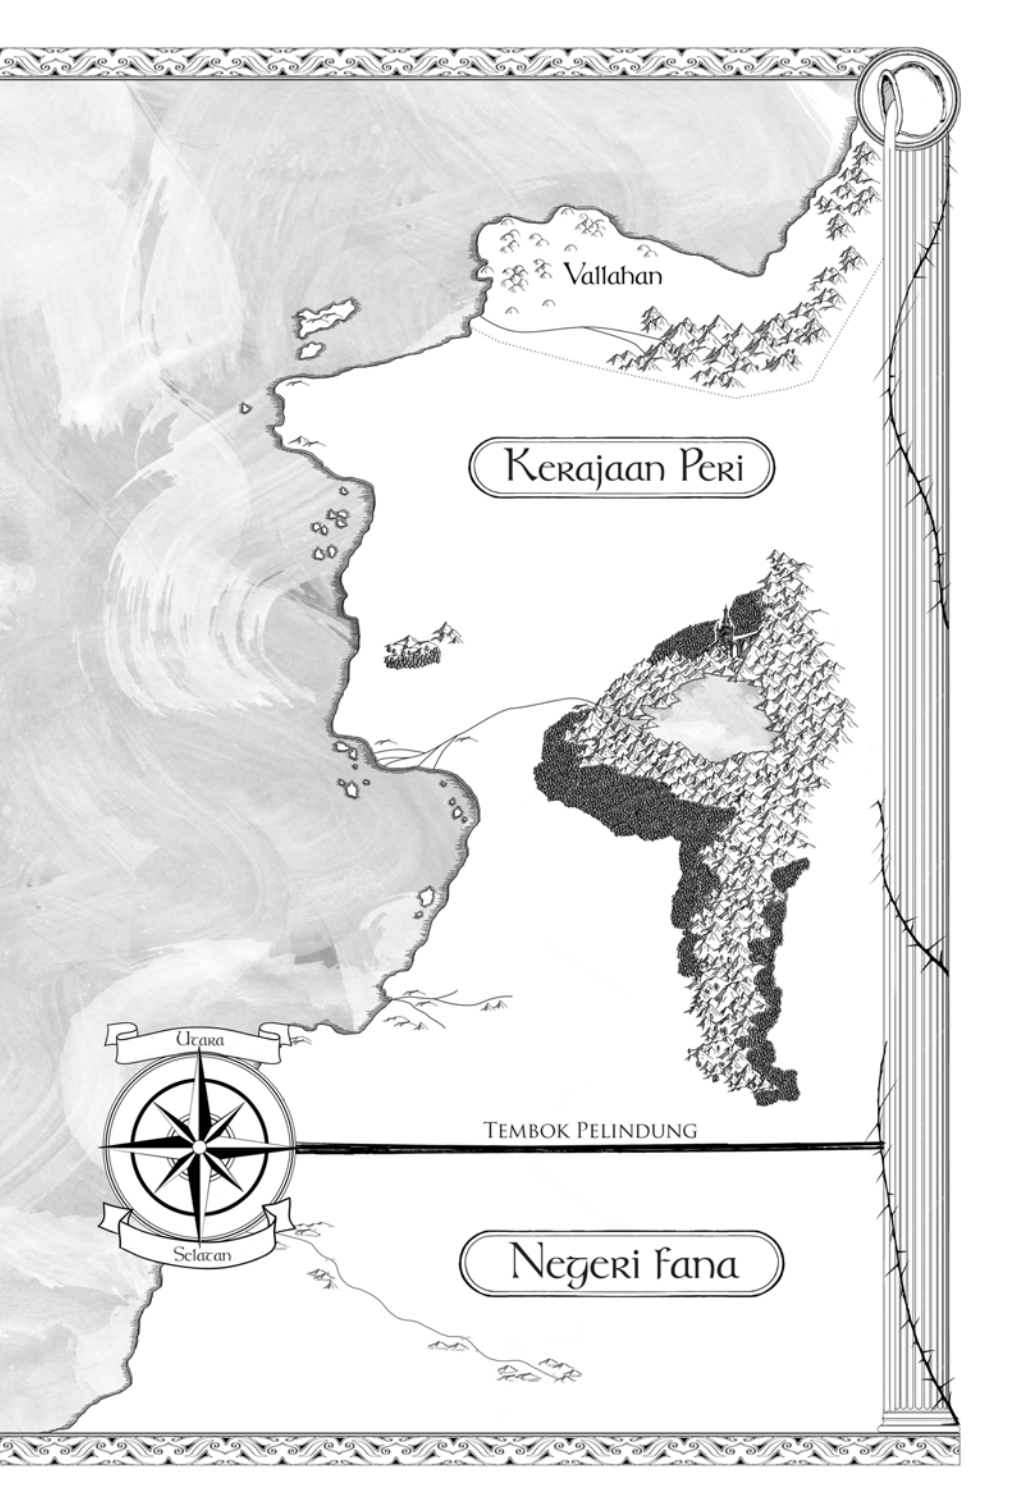 Vallahan
Kerajaan Peri
Utara
Tembok Pelindung
Selatan
Negeri Fana